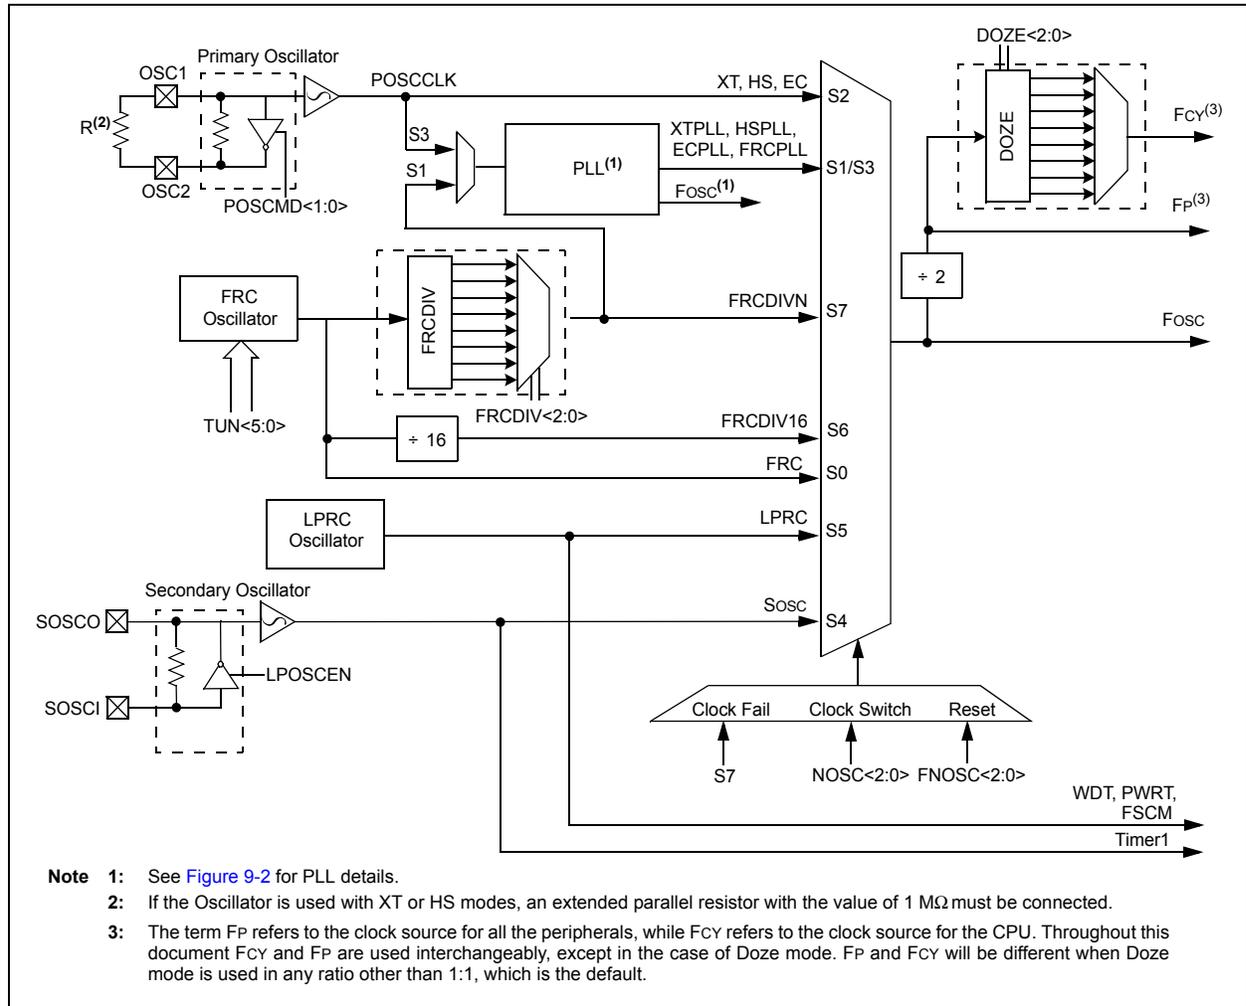 DOZE<2:0>
Primary Oscillator
OSC1
POSCCLK
XT, HS, EC
S2
R(2)
DOZE
FCY(3)
S3
XTPLL, HSPLL,
ECPLL, FRCPLL
PLL(1)
S1
S1/S3
OSC2
FOSC(1)
POSCMD<1:0>
FP(3)
÷ 2
FRC
Oscillator
FRCDIV
FRCDIVN
S7
FOSC
TUN<5:0>
FRCDIV<2:0>
FRCDIV16
S6
÷ 16
FRC
S0
LPRC
Oscillator
LPRC
S5
Secondary Oscillator
SOSCO
SOSC
S4
LPOSCEN
SOSCI
Clock Fail
Clock Switch
Reset
S7
NOSC<2:0>
FNOSC<2:0>
WDT, PWRT,
FSCM
Timer1
Note 1: See Figure 9-2 for PLL details.
2: If the Oscillator is used with XT or HS modes, an extended parallel resistor with the value of 1 MΩ must be connected.
3: The term FP refers to the clock source for all the peripherals, while FCY refers to the clock source for the CPU. Throughout this
document FCY and FP are used interchangeably, except in the case of Doze mode. FP and FCY will be different when Doze
mode is used in any ratio other than 1:1, which is the default.